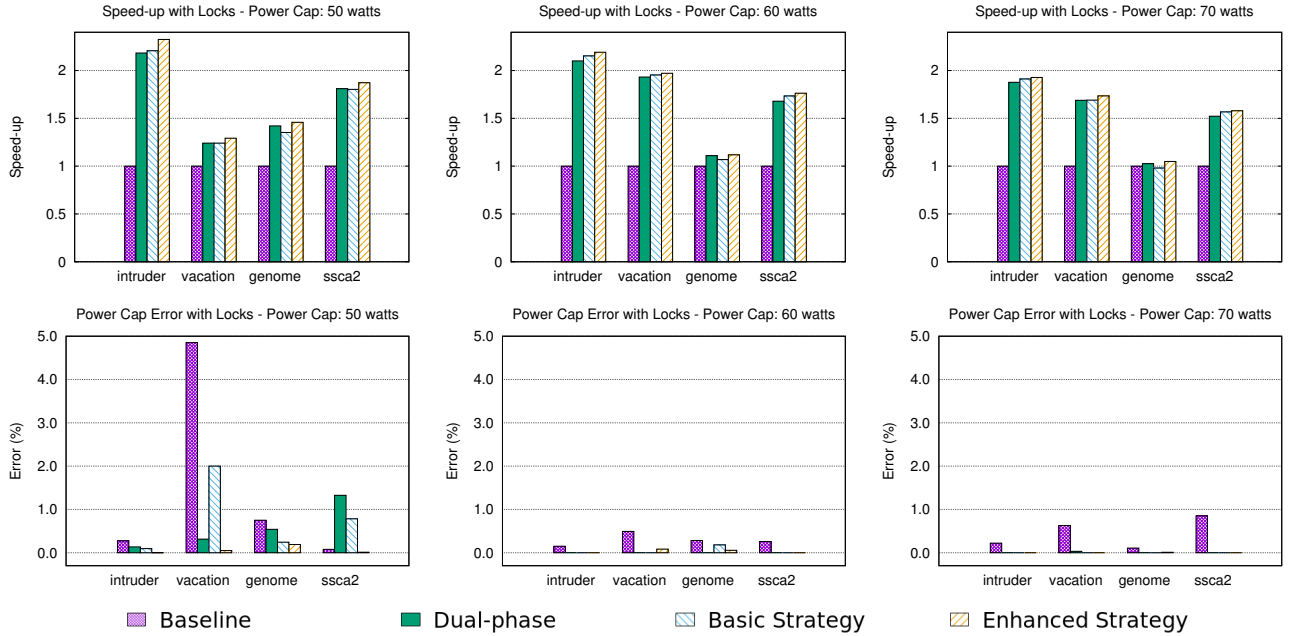 Speed-up with Locks - Power Cap: 50 watts
Speed-up
2
1.5
1
0.5
0
intruder vacation genome ssca2
Speed-up with Locks - Power Cap: 60 watts
Speed-up
2
1.5
1
0.5
0
intruder vacation genome ssca2
Speed-up with Locks - Power Cap: 70 watts
Speed-up
2
1.5
1
0.5
0
intruder vacation genome ssca2
Power Cap Error with Locks - Power Cap: 50 watts
Error (%)
5.0
4.0
3.0
2.0
1.0
0.0
intruder vacation genome ssca2
Power Cap Error with Locks - Power Cap: 60 watts
Error (%)
5.0
4.0
3.0
2.0
1.0
0.0
intruder vacation genome ssca2
Power Cap Error with Locks - Power Cap: 70 watts
Error (%)
5.0
4.0
3.0
2.0
1.0
0.0
intruder vacation genome ssca2
Baseline Dual-phase Basic Strategy Enhanced Strategy